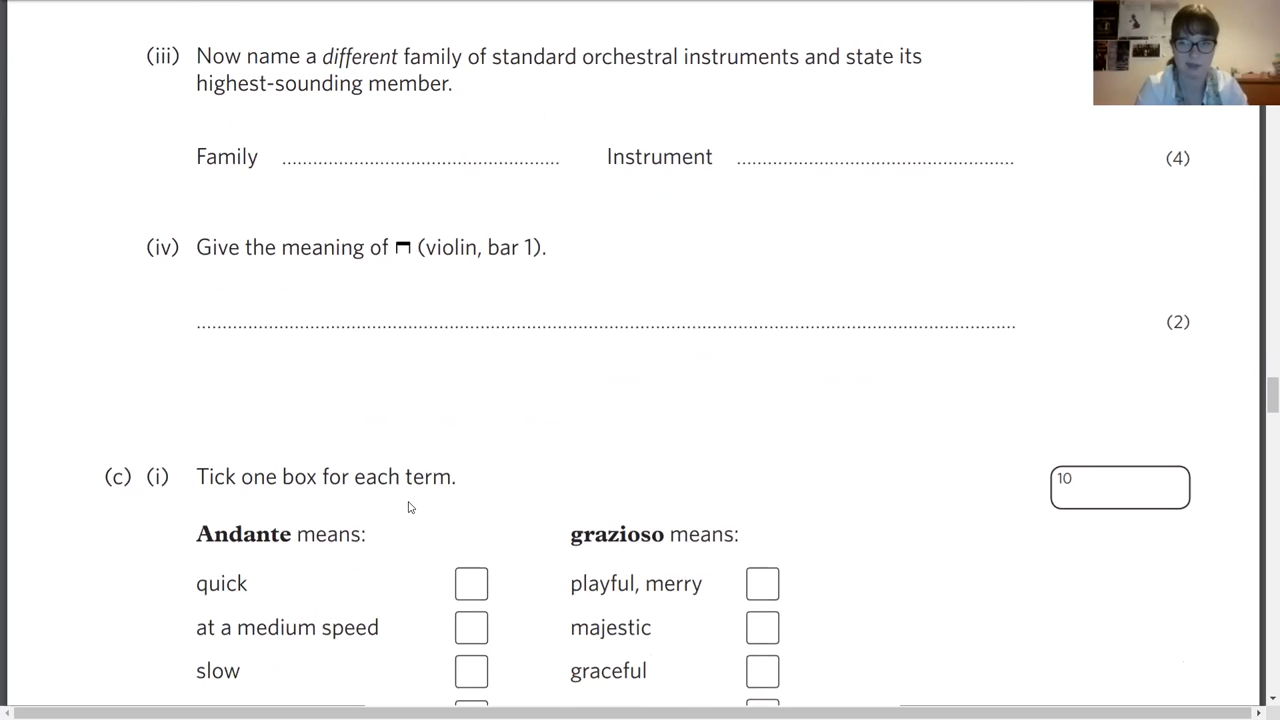 (iii) Now name a different family of standard orchestral instruments and state its
highest-sounding member.
Family ...................................................... Instrument ...................................................... (4)
(iv) Give the meaning of (violin, bar 1).
................................................................................................................................................................ (2)
(c) (i) Tick one box for each term.
10
Andante means: grazioso means:
quick playful, merry
at a medium speed majestic
slow graceful